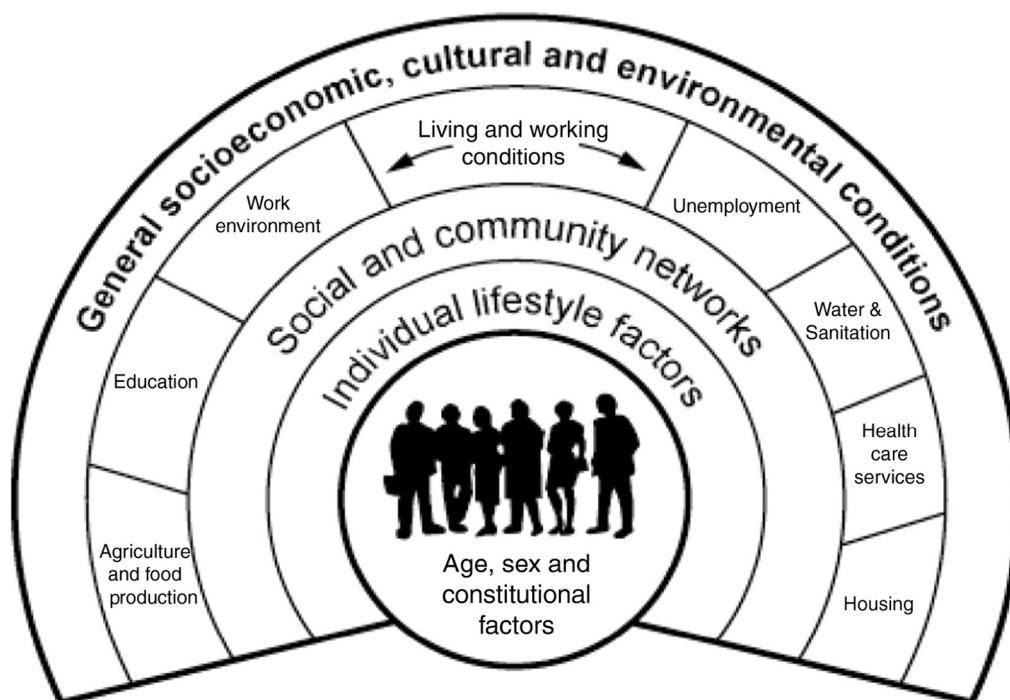 General socioeconomic, cultural and environmental conditions
Living and working
conditions
Work
environment
Unemployment
Education
Water &
Sanitation
Agriculture
and food
production
Health
care
services
Housing
Social and community networks
Individual lifestyle factors
Age, sex and
constitutional
factors